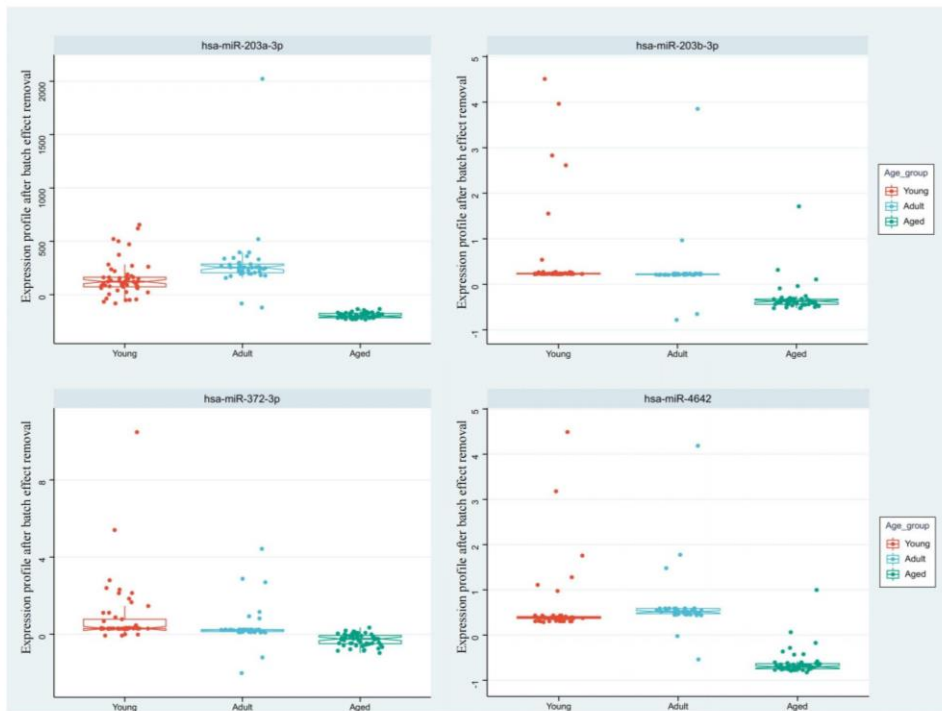 hsa-miR-203a-3p
Expression profile after batch effect removal
2000
1500
1000
500
0
Young
Adult
Aged
hsa-miR-203b-3p
Expression profile after batch effect removal
5
4
3
2
1
0
-1
Young
Adult
Aged
Age_group
Young
Adult
Aged
hsa-miR-372-3p
Expression profile after batch effect removal
8
4
0
Young
Adult
Aged
hsa-miR-4642
Expression profile after batch effect removal
5
4
3
2
1
0
-1
Young
Adult
Aged
Age_group
Young
Adult
Aged